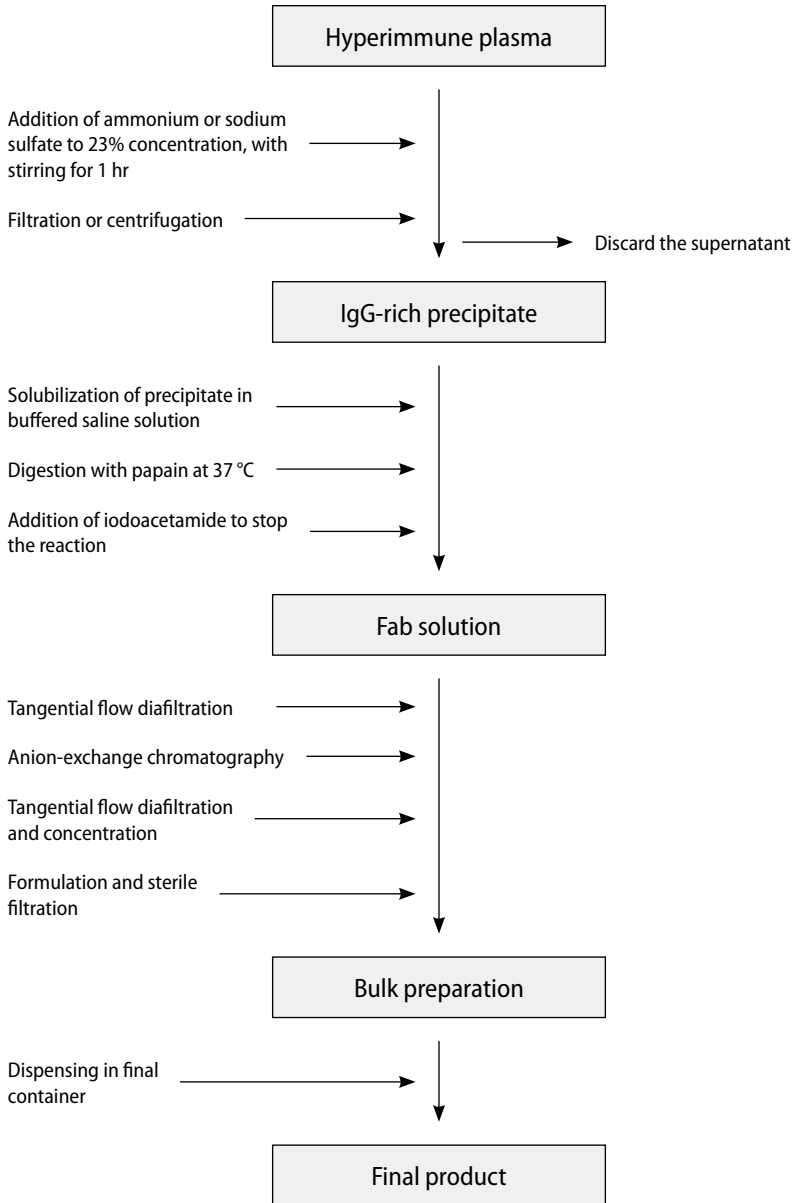 Hyperimmune plasma
Addition of ammonium or sodium
sulfate to 23% concentration, with
stirring for 1 hr
Filtration or centrifugation
Discard the supernatant
IgG-rich precipitate
Solubilization of precipitate in
buffered saline solution
Digestion with papain at 37 °C
Addition of iodoacetamide to stop
the reaction
Fab solution
Tangential flow diafiltration
Anion-exchange chromatography
Tangential flow diafiltration
and concentration
Formulation and sterile
filtration
Bulk preparation
Dispensing in final
container
Final product